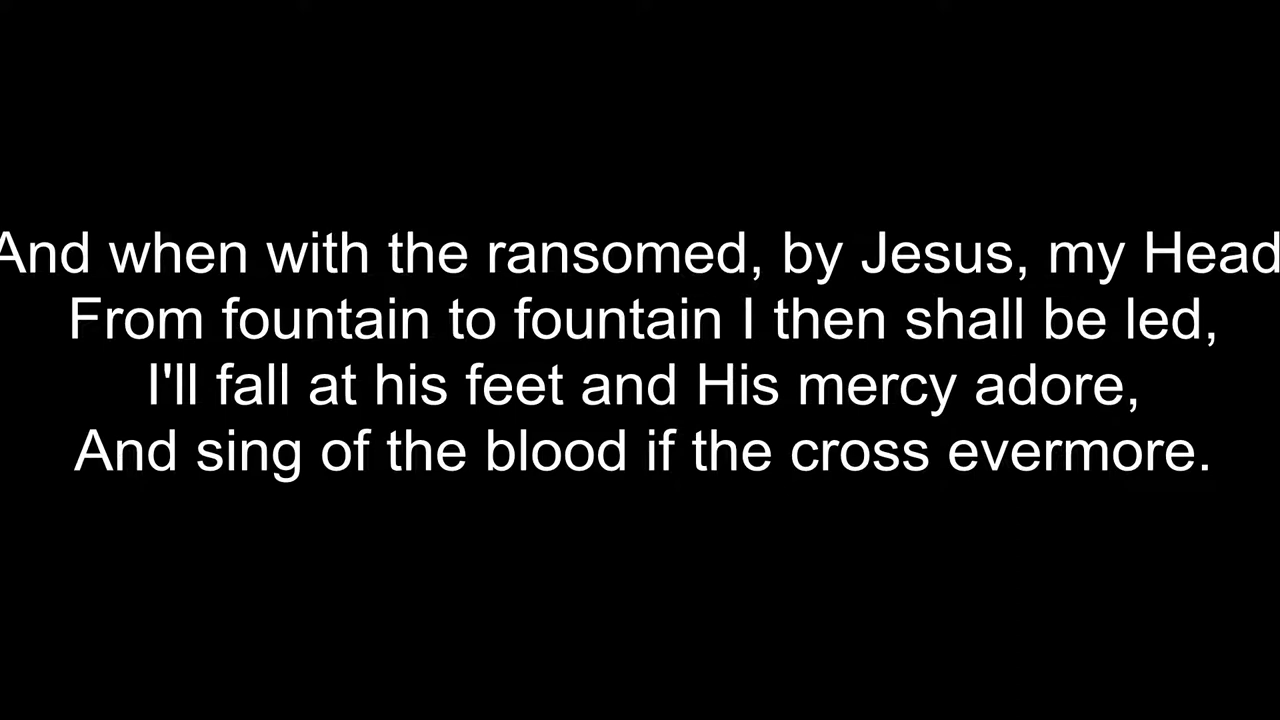 And when with the ransomed, by Jesus, my Head
From fountain to fountain I then shall be led,
I'll fall at his feet and His mercy adore,
And sing of the blood if the cross evermore.